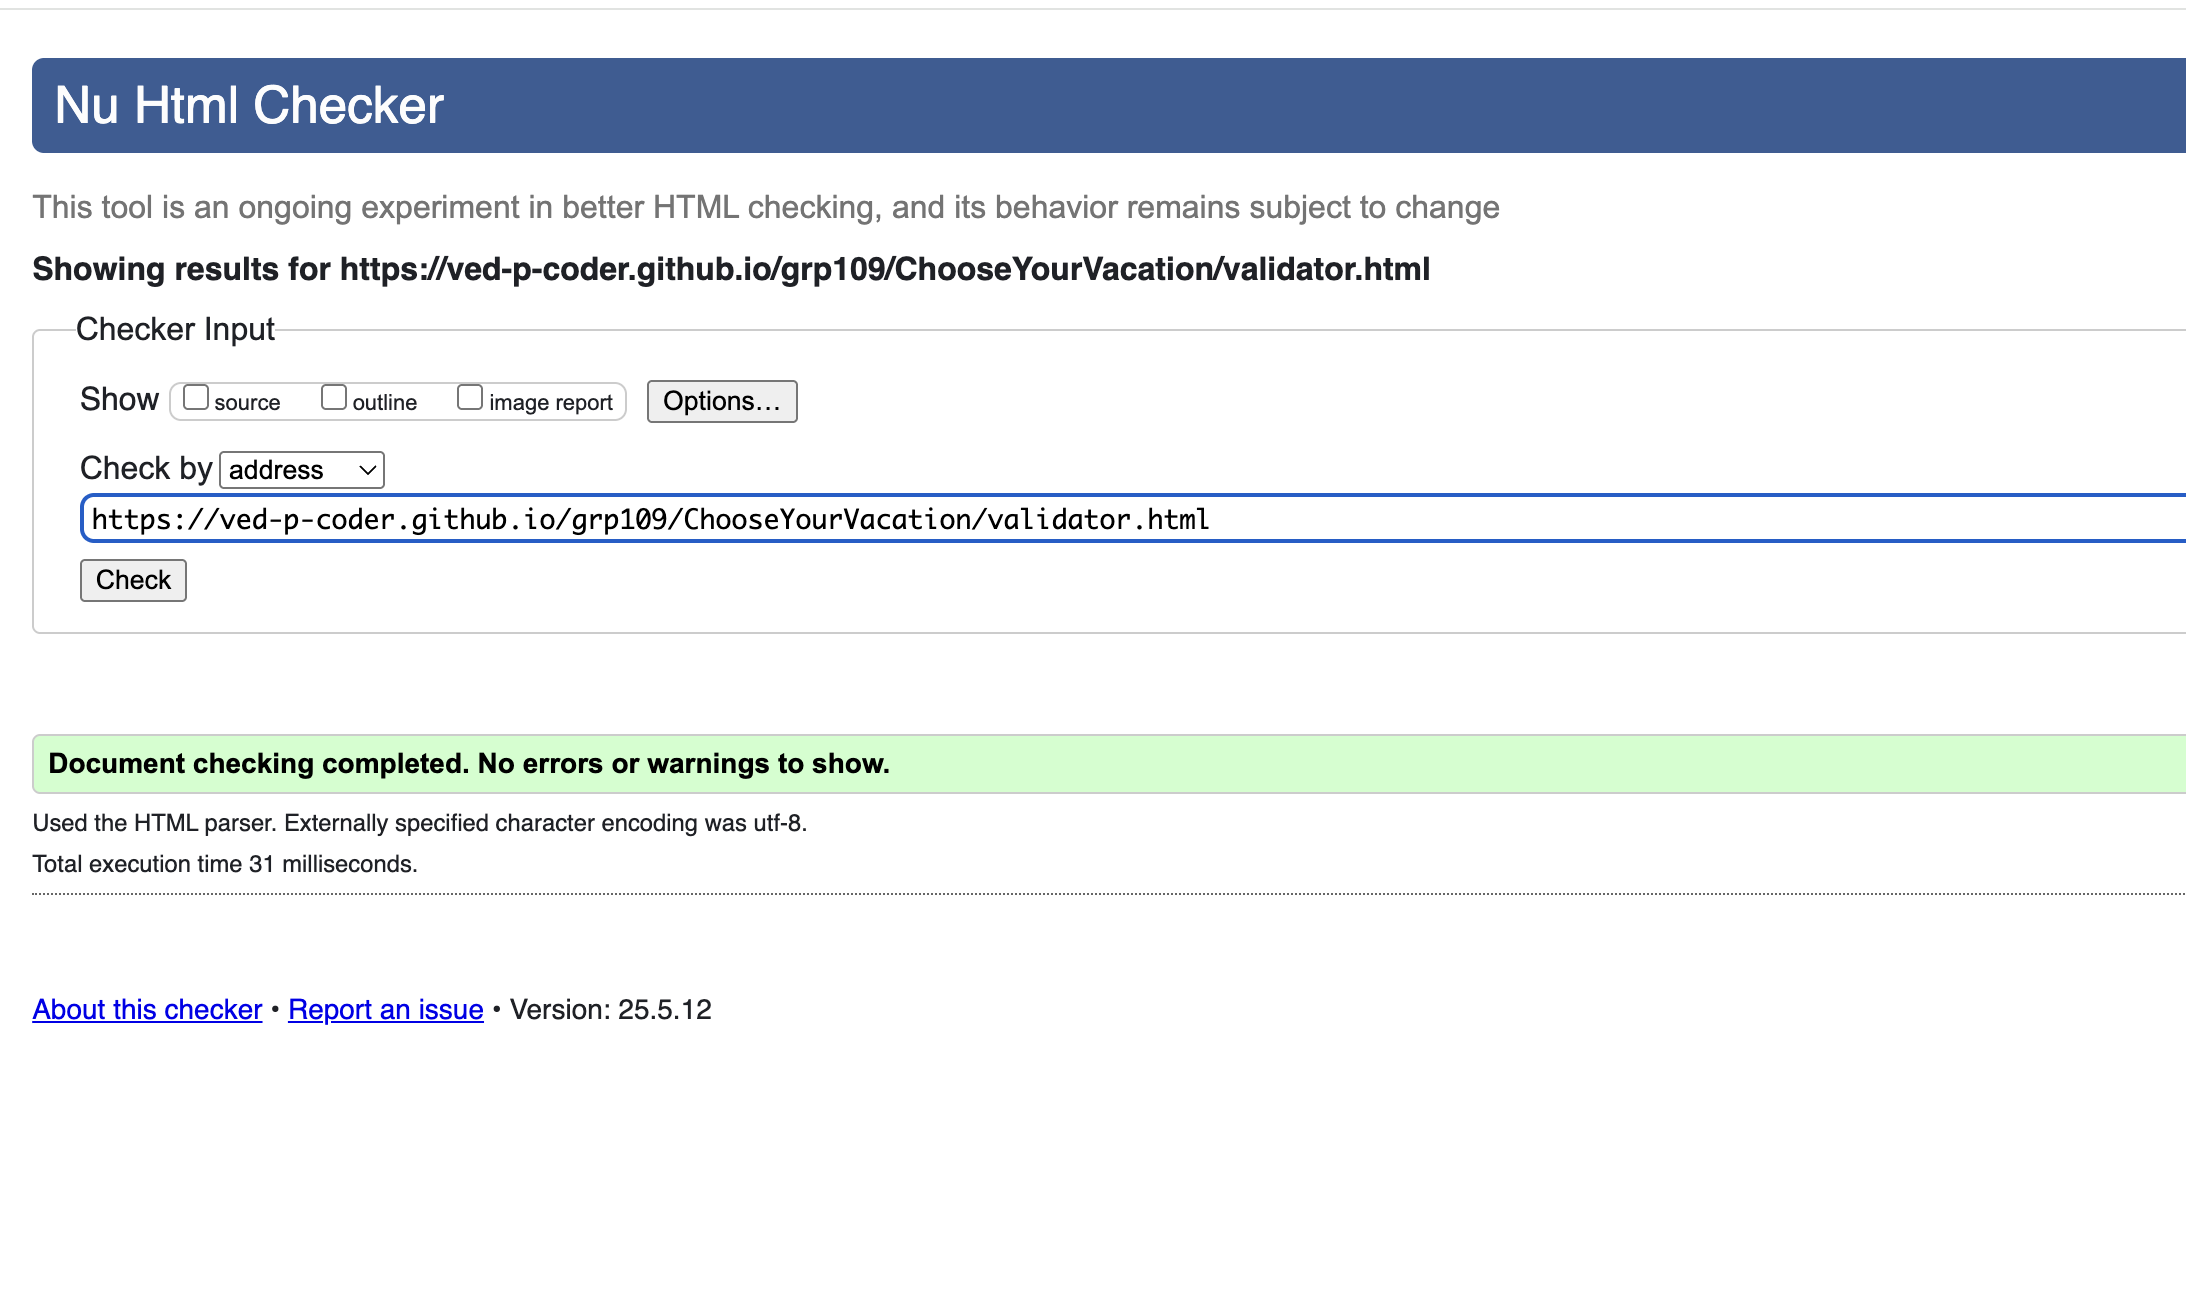 Nu Html Checker
This tool is an ongoing experiment in better HTML checking, and its behavior remains subject to change
Showing results for https://ved-p-coder.github.io/grp109/ChooseYourVacation/validator.html
Checker Input
Show source outline image report Options…
Check by address
https://ved-p-coder.github.io/grp109/ChooseYourVacation/validator.html
Check
Document checking completed. No errors or warnings to show.
Used the HTML parser. Externally specified character encoding was utf-8.
Total execution time 31 milliseconds.
About this checker • Report an issue • Version: 25.5.12